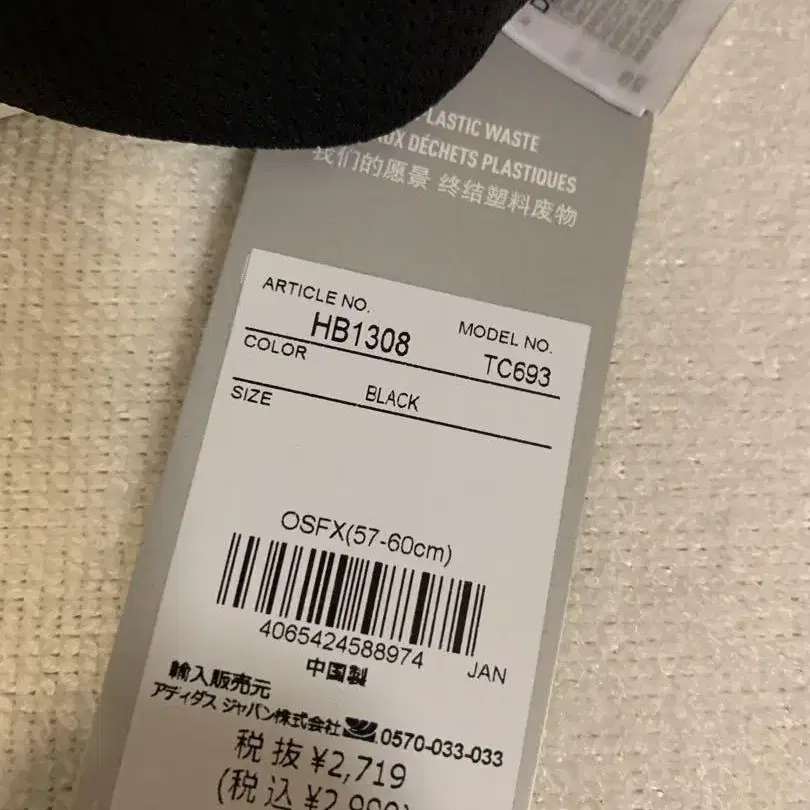 PLASTIC WASTE
AUX DÉCHETS PLASTIQUES
我们的愿景 终结塑料废物
ARTICLE NO.
HB1308
MODEL NO.
TC693
COLOR
BLACK
SIZE
OSFX(57-60cm)
4065424588974 JAN
中国製
輸入販売元
アディダス ジャパン株式会社 0570-033-033
税抜 ¥2,719
(税込